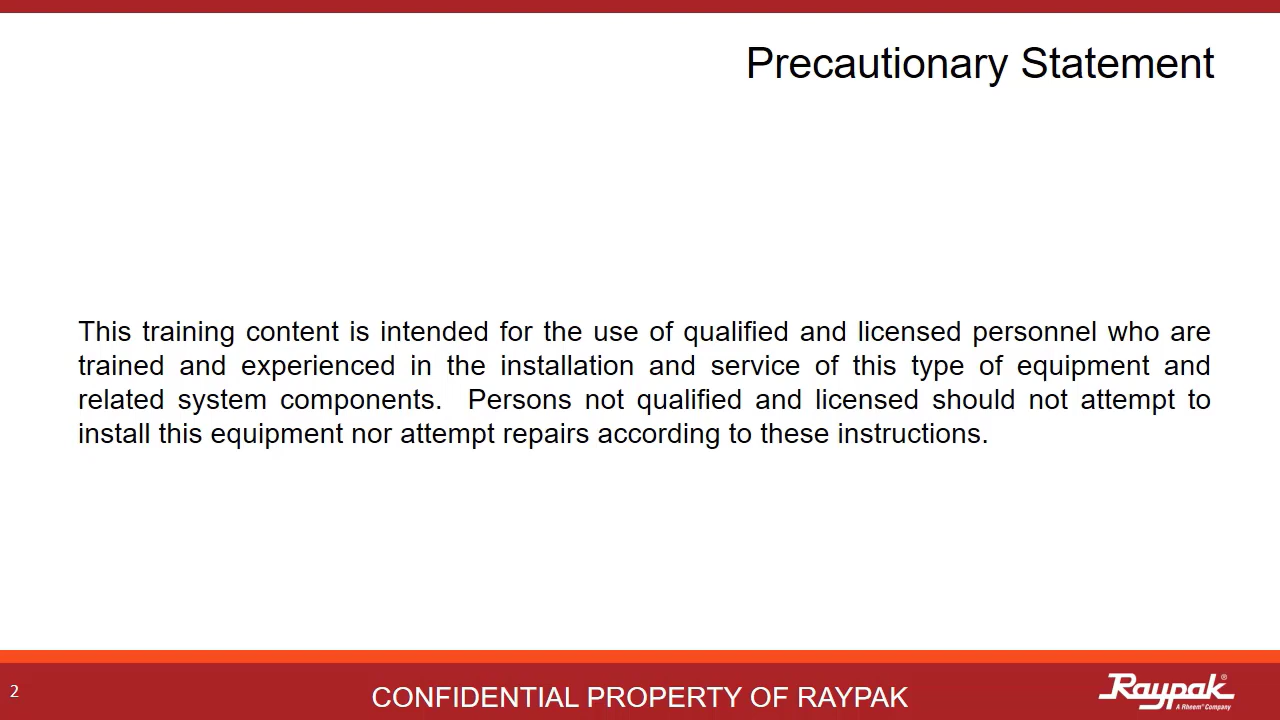 Precautionary Statement
This training content is intended for the use of qualified and licensed personnel who are
trained and experienced in the installation and service of this type of equipment and
related system components.  Persons not qualified and licensed should not attempt to
install this equipment nor attempt repairs according to these instructions.
2
CONFIDENTIAL PROPERTY OF RAYPAK
Raypak®
A Rheem® Company